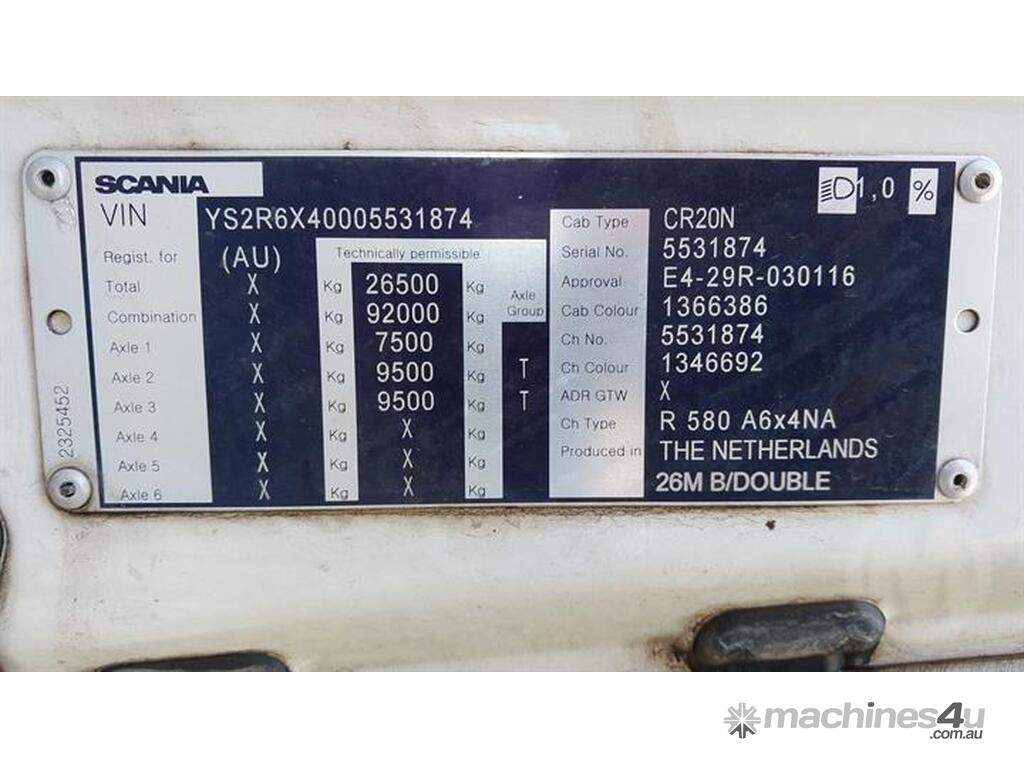 SCANIA
1,0 %
VIN YS2R6X40005531874
Regist. for (AU) Technically permissible
Total X Kg 26500 Kg Axle Group
Combination X Kg 92000 Kg
Axle 1 X Kg 7500 Kg
Axle 2 X Kg 9500 Kg T
Axle 3 X Kg 9500 Kg T
Axle 4 X Kg X Kg
Axle 5 X Kg X Kg
Axle 6 X Kg X Kg
Cab Type CR20N
Serial No. 5531874
Approval E4-29R-030116
Cab Colour 1366386
Ch No. 5531874
Ch Colour 1346692
ADR GTW X
Ch Type R 580 A6x4NA
Produced in THE NETHERLANDS
26M B/DOUBLE
2325452
machines4u
.com.au